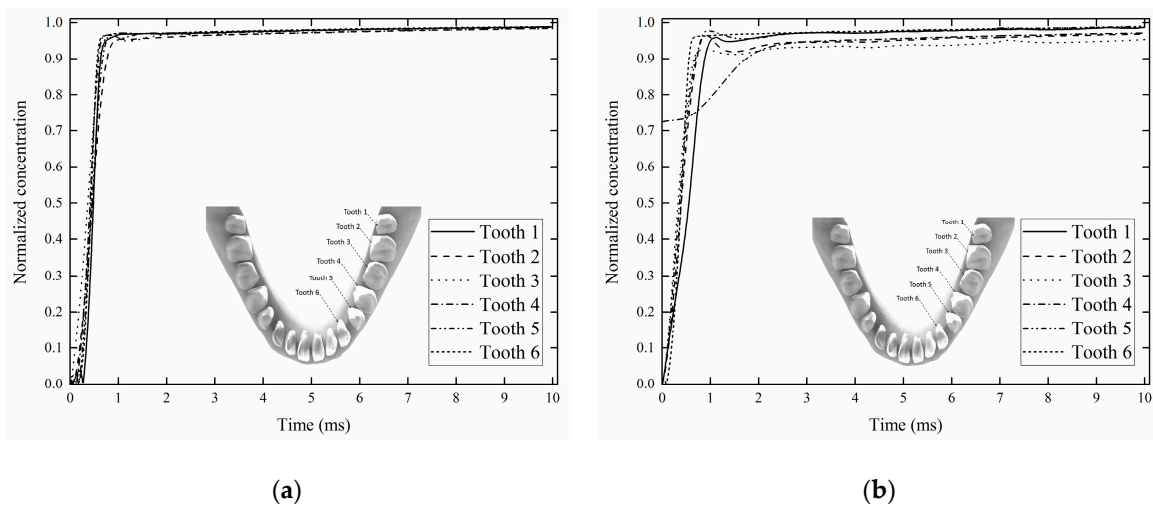 1.0
0.9
0.8
0.7
0.6
0.5
0.4
0.3
0.2
0.1
0.0
Normalized concentration
0 1 2 3 4 5 6 7 8 9 10
Time (ms)
Tooth 1
Tooth 2
Tooth 3
Tooth 4
Tooth 5
Tooth 6
Tooth 1
Tooth 2
Tooth 3
Tooth 4
Tooth 5
Tooth 6
(a)
1.0
0.9
0.8
0.7
0.6
0.5
0.4
0.3
0.2
0.1
0.0
Normalized concentration
0 1 2 3 4 5 6 7 8 9 10
Time (ms)
Tooth 1
Tooth 2
Tooth 3
Tooth 4
Tooth 5
Tooth 6
Tooth 1
Tooth 2
Tooth 3
Tooth 4
Tooth 5
Tooth 6
(b)